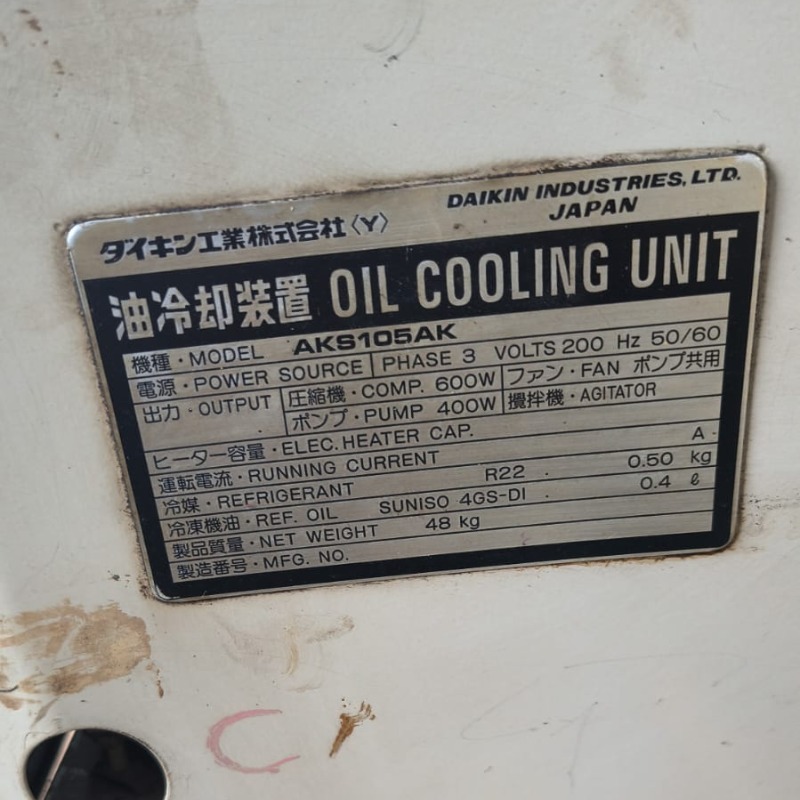 ダイキン工業株式会社〈Y〉 DAIKIN INDUSTRIES, LTD.
JAPAN
油冷却装置 OIL COOLING UNIT
機種・MODEL AKS105AK
電源・POWER SOURCE PHASE 3 VOLTS 200 Hz 50/60
出力・OUTPUT 圧縮機・COMP. 600W ファン・FAN ポンプ共用
ポンプ・PUMP 400W 攪拌機・AGITATOR
ヒーター容量・ELEC. HEATER CAP.
運転電流・RUNNING CURRENT A
冷媒・REFRIGERANT R22 0.50 kg
冷凍機油・REF. OIL SUNISO 4GS-DI 0.4 ℓ
製品質量・NET WEIGHT 48 kg
製造番号・MFG. NO.